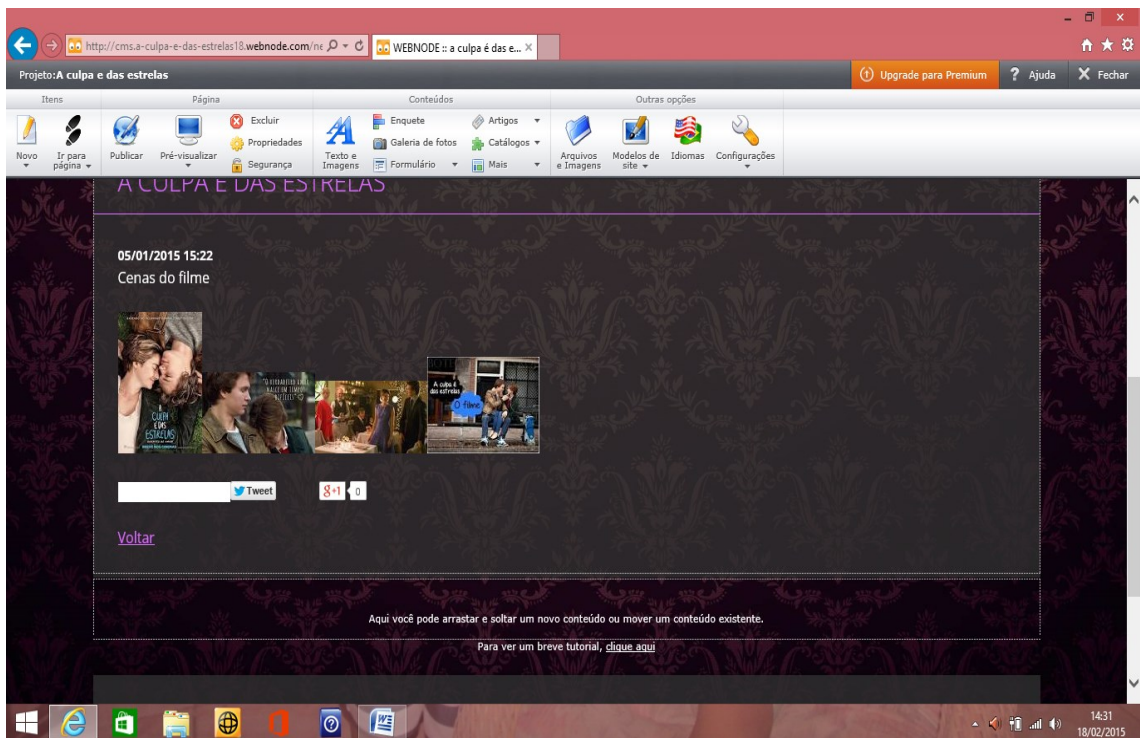 http://cms.a-culpa-e-das-estrelas18.webnode.com/ne
WEBNODE :: a culpa é das e...
Projeto:A culpa e das estrelas
Upgrade para Premium
? Ajuda
X Fechar
Itens
Página
Conteúdos
Outras opções
Novo
Ir para página
Publicar
Pré-visualizar
Excluir
Propriedades
Segurança
Texto e Imagens
Enquete
Galeria de fotos
Formulário
Artigos
Catálogos
Mais
Arquivos e Imagens
Modelos de site
Idiomas
Configurações
A CULPA E DAS ESTRELAS
05/01/2015 15:22
Cenas do filme
CULPA
É DAS
ESTRELAS
A culpa é
das estrelas
O filme
Tweet
g+1
0
Voltar
Aqui você pode arrastar e soltar um novo conteúdo ou mover um conteúdo existente.
Para ver um breve tutorial, clique aqui
14:31
18/02/2015